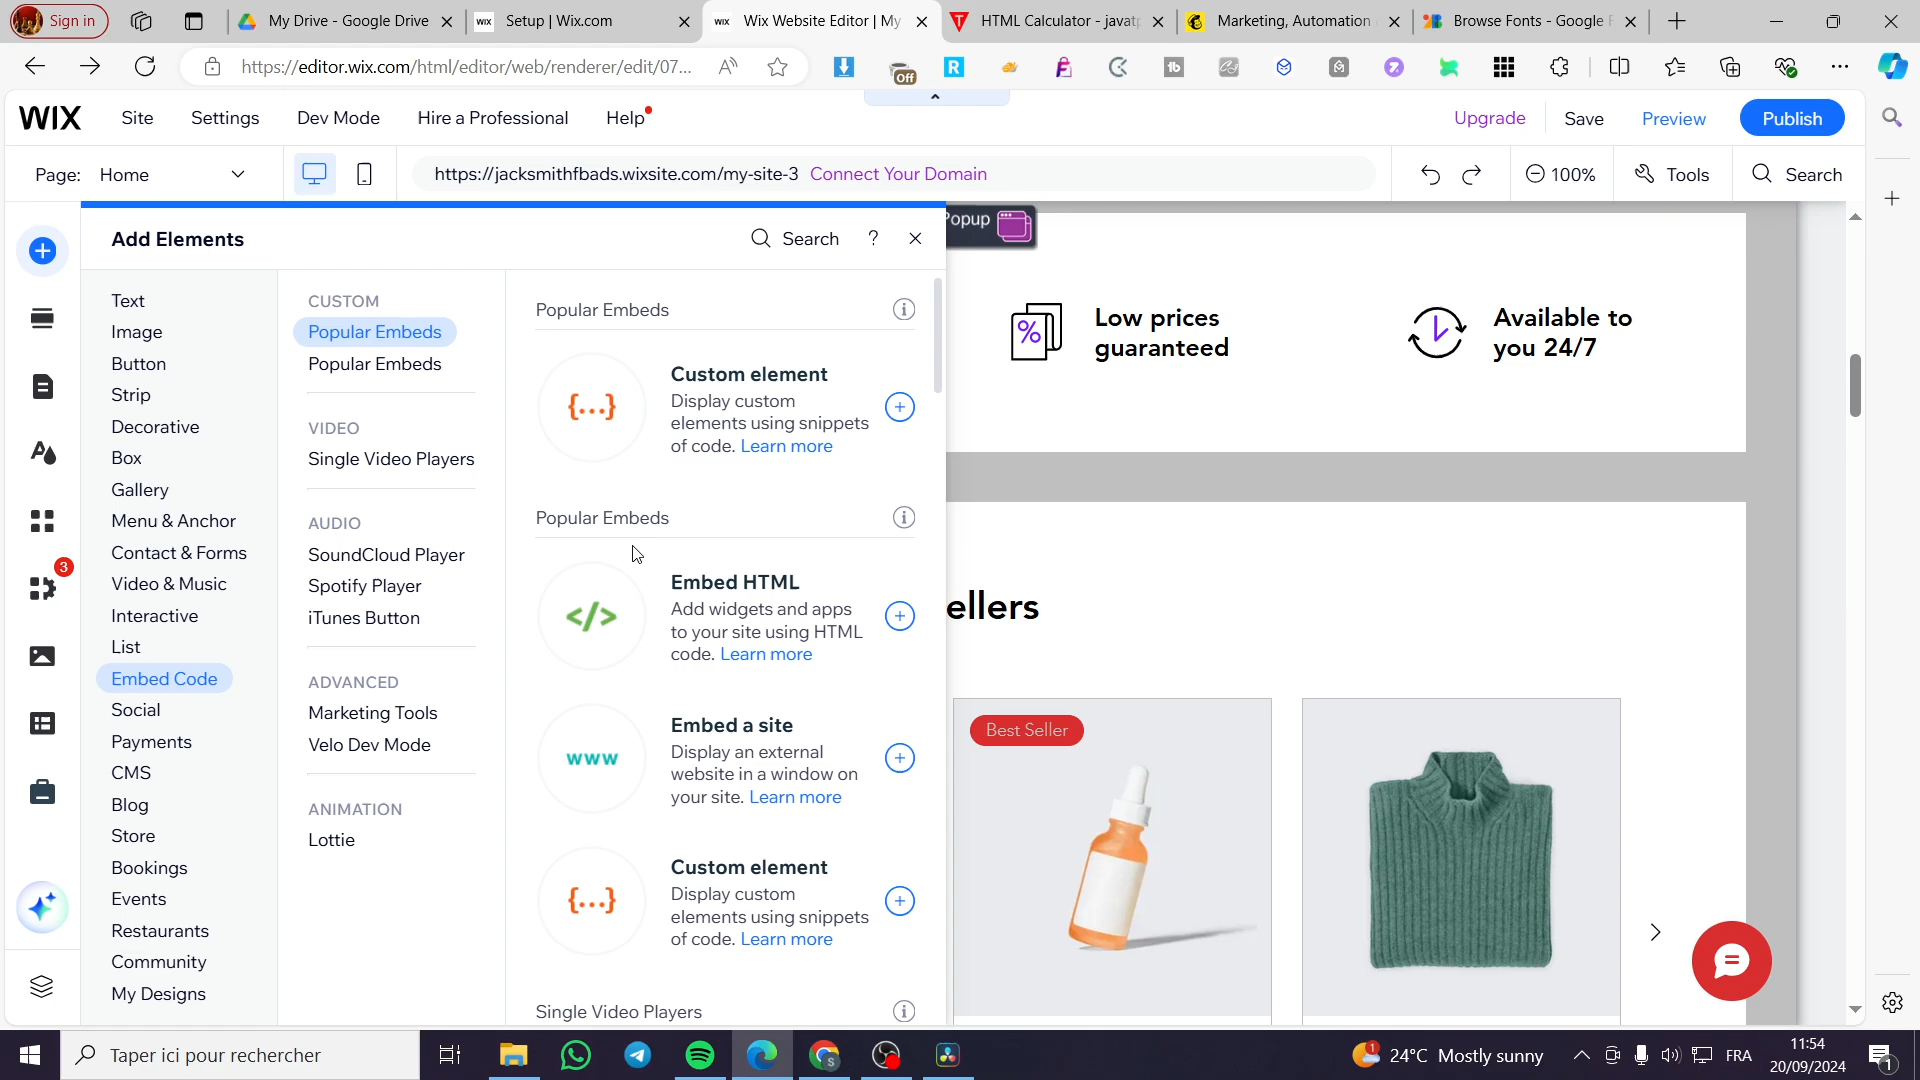 Sign in
My Drive - Google Drive
WIX Setup | Wix.com
WIX Wix Website Editor | My
HTML Calculator - javatp
Marketing, Automation
Browse Fonts - Google F
https://editor.wix.com/html/editor/web/renderer/edit/07...
Off
WIX
Site
Settings
Dev Mode
Hire a Professional
Help
Upgrade
Save
Preview
Publish
Page: Home
https://jacksmithfbads.wixsite.com/my-site-3 Connect Your Domain
100%
Tools
Search
Add Elements
Search
?
Text
Image
Button
Strip
Decorative
Box
Gallery
Menu & Anchor
Contact & Forms
Video & Music
Interactive
List
Embed Code
Social
Payments
CMS
Blog
Store
Bookings
Events
Restaurants
Community
My Designs
3
CUSTOM
Popular Embeds
Popular Embeds
VIDEO
Single Video Players
AUDIO
SoundCloud Player
Spotify Player
iTunes Button
ADVANCED
Marketing Tools
Velo Dev Mode
ANIMATION
Lottie
Popular Embeds
{...}
Custom element
Display custom
elements using snippets
of code. Learn more
Popular Embeds
</>
Embed HTML
Add widgets and apps
to your site using HTML
code. Learn more
www
Embed a site
Display an external
website in a window on
your site. Learn more
{...}
Custom element
Display custom
elements using snippets
of code. Learn more
Single Video Players
Popup
%
Low prices
guaranteed
Available to
you 24/7
ellers
Best Seller
Taper ici pour rechercher
24°C Mostly sunny
FRA
11:54
20/09/2024
1